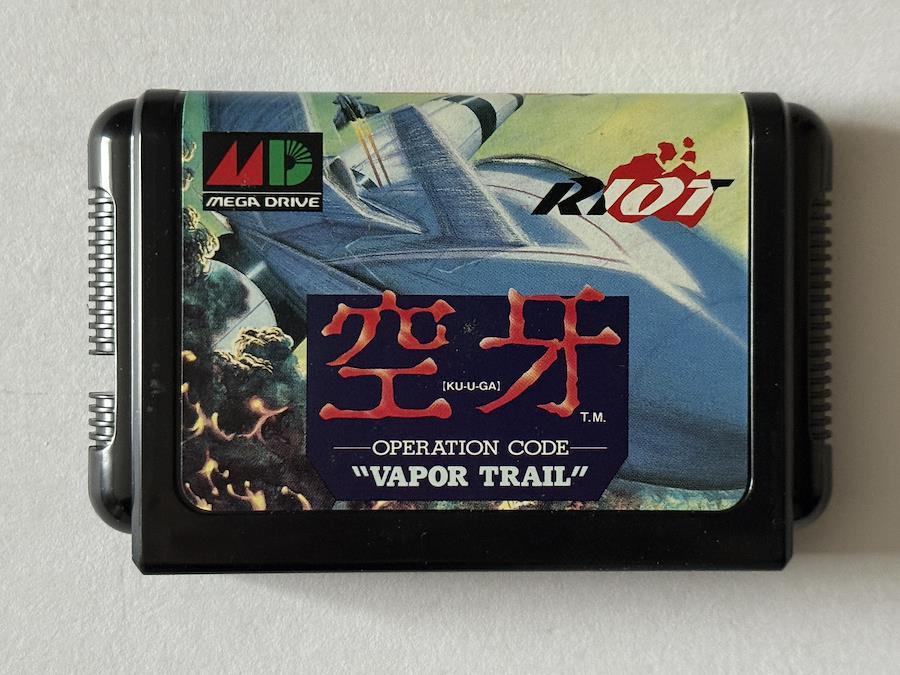 MD
MEGA DRIVE
RIOT
空牙
[KU-U-GA]
T.M.
OPERATION CODE
"VAPOR TRAIL"